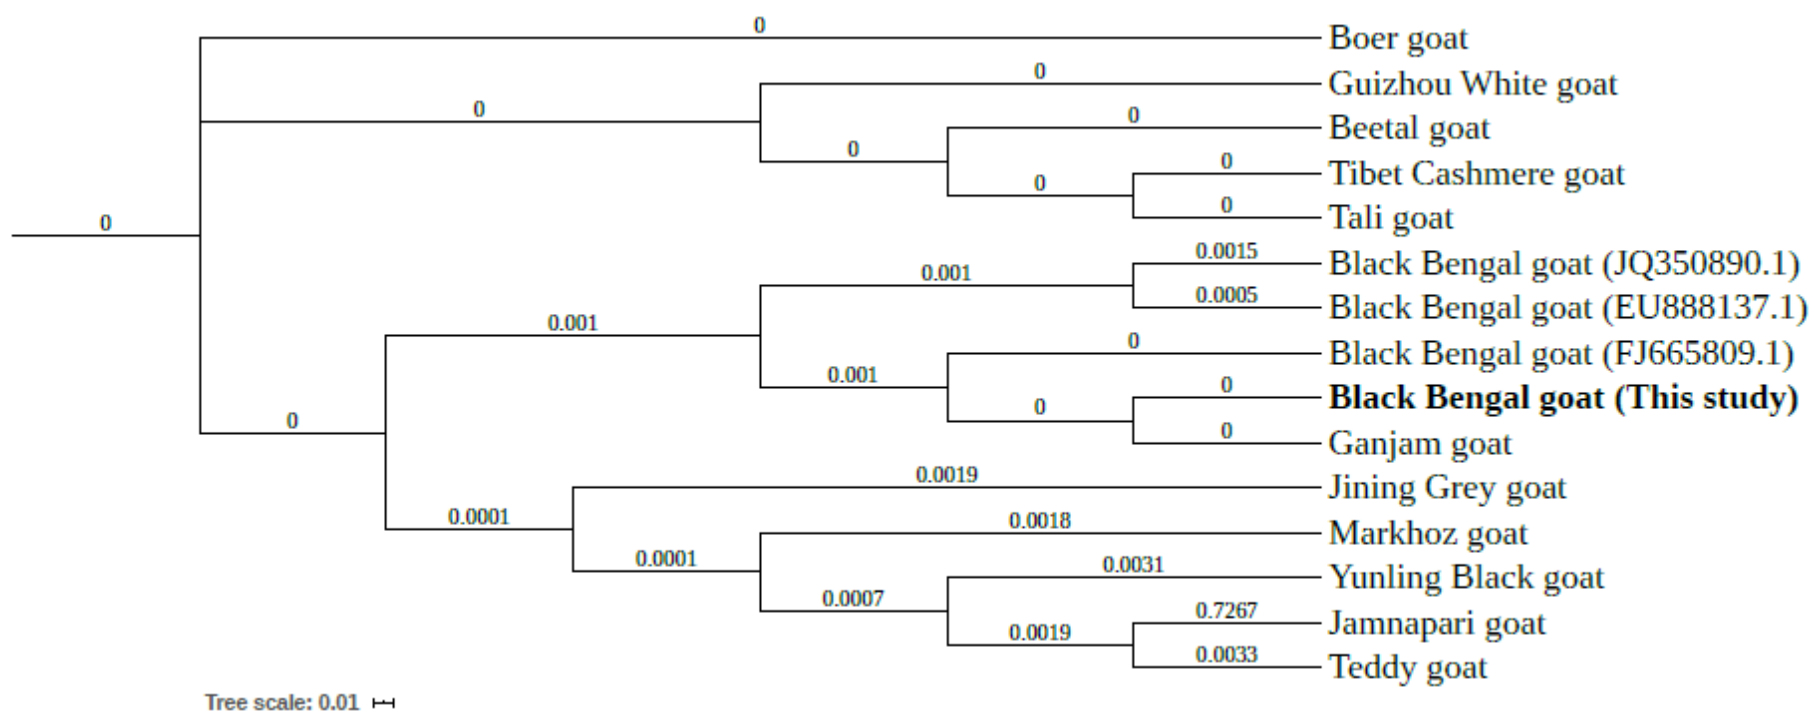 0
Boer goat
0
Guizhou White goat
0
0
Beetal goat
0
0
Tibet Cashmere goat
0
0
Tali goat
0
0.0015
Black Bengal goat (JQ350890.1)
0.001
0.0005
Black Bengal goat (EU888137.1)
0.001
0
Black Bengal goat (FJ665809.1)
0.001
0
Black Bengal goat (This study)
0
0
0
Ganjam goat
0.0019
Jining Grey goat
0.0001
0.0018
Markhoz goat
0.0001
0.0031
Yunling Black goat
0.0007
0.7267
Jamnapari goat
0.0019
0.0033
Teddy goat
Tree scale: 0.01